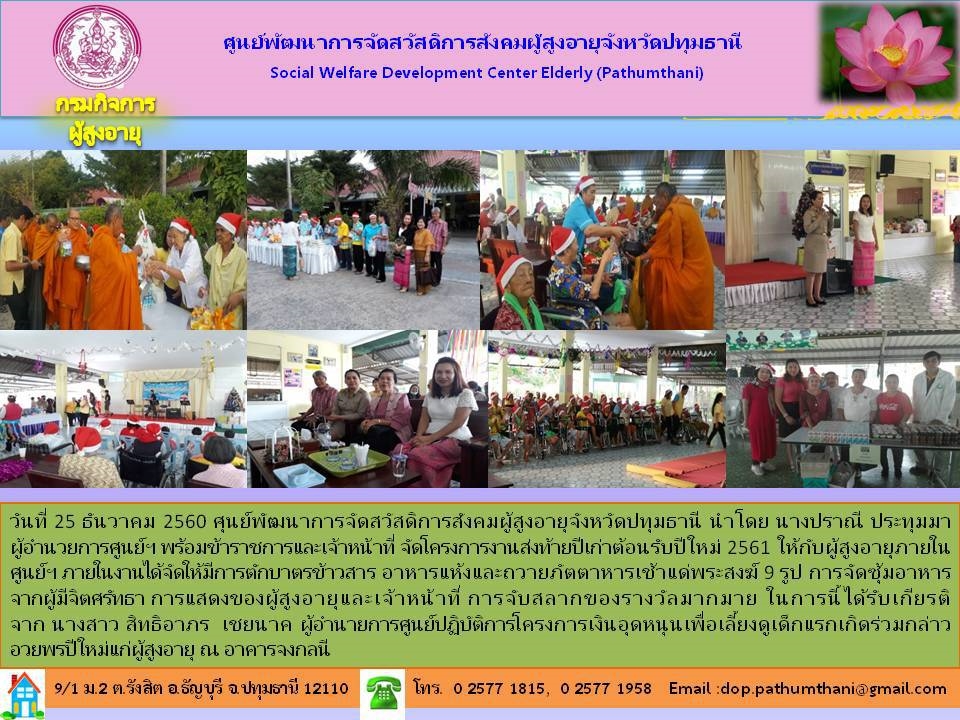 ศูนย์พัฒนาการจัดสวัสดิการสังคมผู้สูงอายุจังหวัดปทุมธานี
Social Welfare Development Center Elderly (Pathumthani)
กรมกิจการ
ผู้สูงอายุ
วันที่ 25 ธันวาคม 2560 ศูนย์พัฒนาการจัดสวัสดิการสังคมผู้สูงอายุจังหวัดปทุมธานี นำโดย นางปราณี ประทุมมา
ผู้อำนวยการศูนย์ฯ พร้อมข้าราชการและเจ้าหน้าที่ จัดโครงการงานส่งท้ายปีเก่าต้อนรับปีใหม่ 2561 ให้กับผู้สูงอายุภายใน
ศูนย์ฯ ภายในงานได้จัดให้มีการตักบาตรข้าวสาร อาหารแห้งและถวายภัตตาหารเช้าแด่พระสงฆ์ 9 รูป การจัดซุ้มอาหาร
จากผู้มีจิตศรัทธา การแสดงของผู้สูงอายุและเจ้าหน้าที่ การจับสลากของรางวัลมากมาย ในการนี้ได้รับเกียรติ
จาก นางสาว สิทธิอาภร เชยนาค ผู้อำนายการศูนย์ปฏิบัติการโครงการเงินอุดหนุนเพื่อเลี้ยงดูเด็กแรกเกิดร่วมกล่าว
อวยพรปีใหม่แก่ผู้สูงอายุ ณ อาคารจงกลนี
9/1 ม.2 ต.รังสิต อ.ธัญบุรี จ.ปทุมธานี 12110 โทร. 0 2577 1815, 0 2577 1958 Email :dop.pathumthani@gmail.com